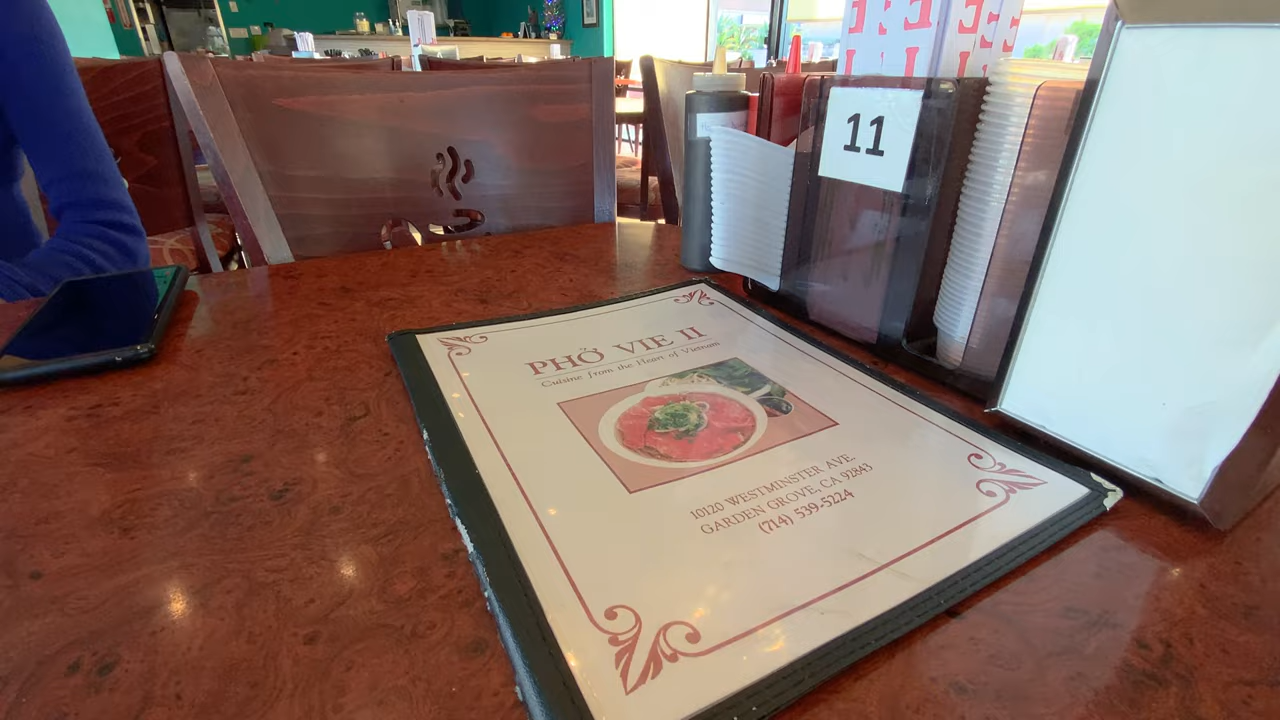 11
PHỞ VIE II
Cuisine from the Heart of Vietnam
10120 WESTMINSTER AVE.
GARDEN GROVE, CA 92843
(714) 539-5224